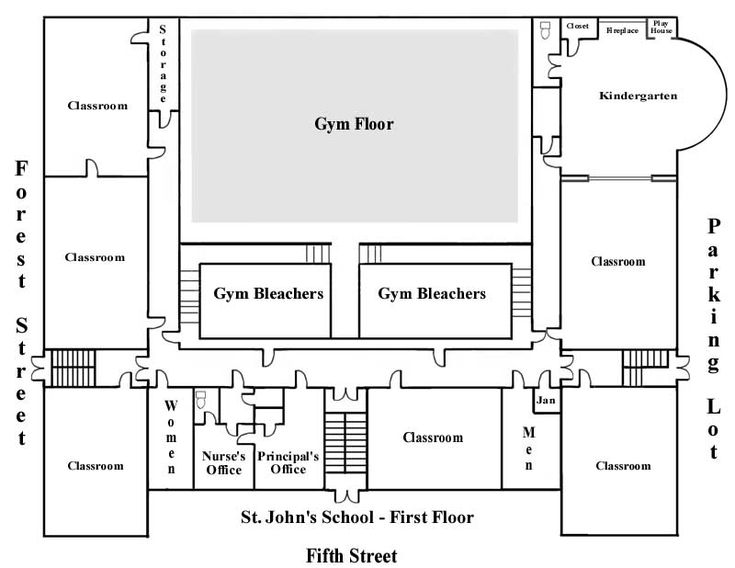 Storage
Closet
Fireplace
Play
House
Classroom
Gym Floor
Kindergarten
Forest Street
Classroom
Classroom
Parking Lot
Gym Bleachers
Gym Bleachers
Women
Jan
Men
Classroom
Nurse's
Office
Principal's
Office
Classroom
Classroom
St. John's School - First Floor
Fifth Street